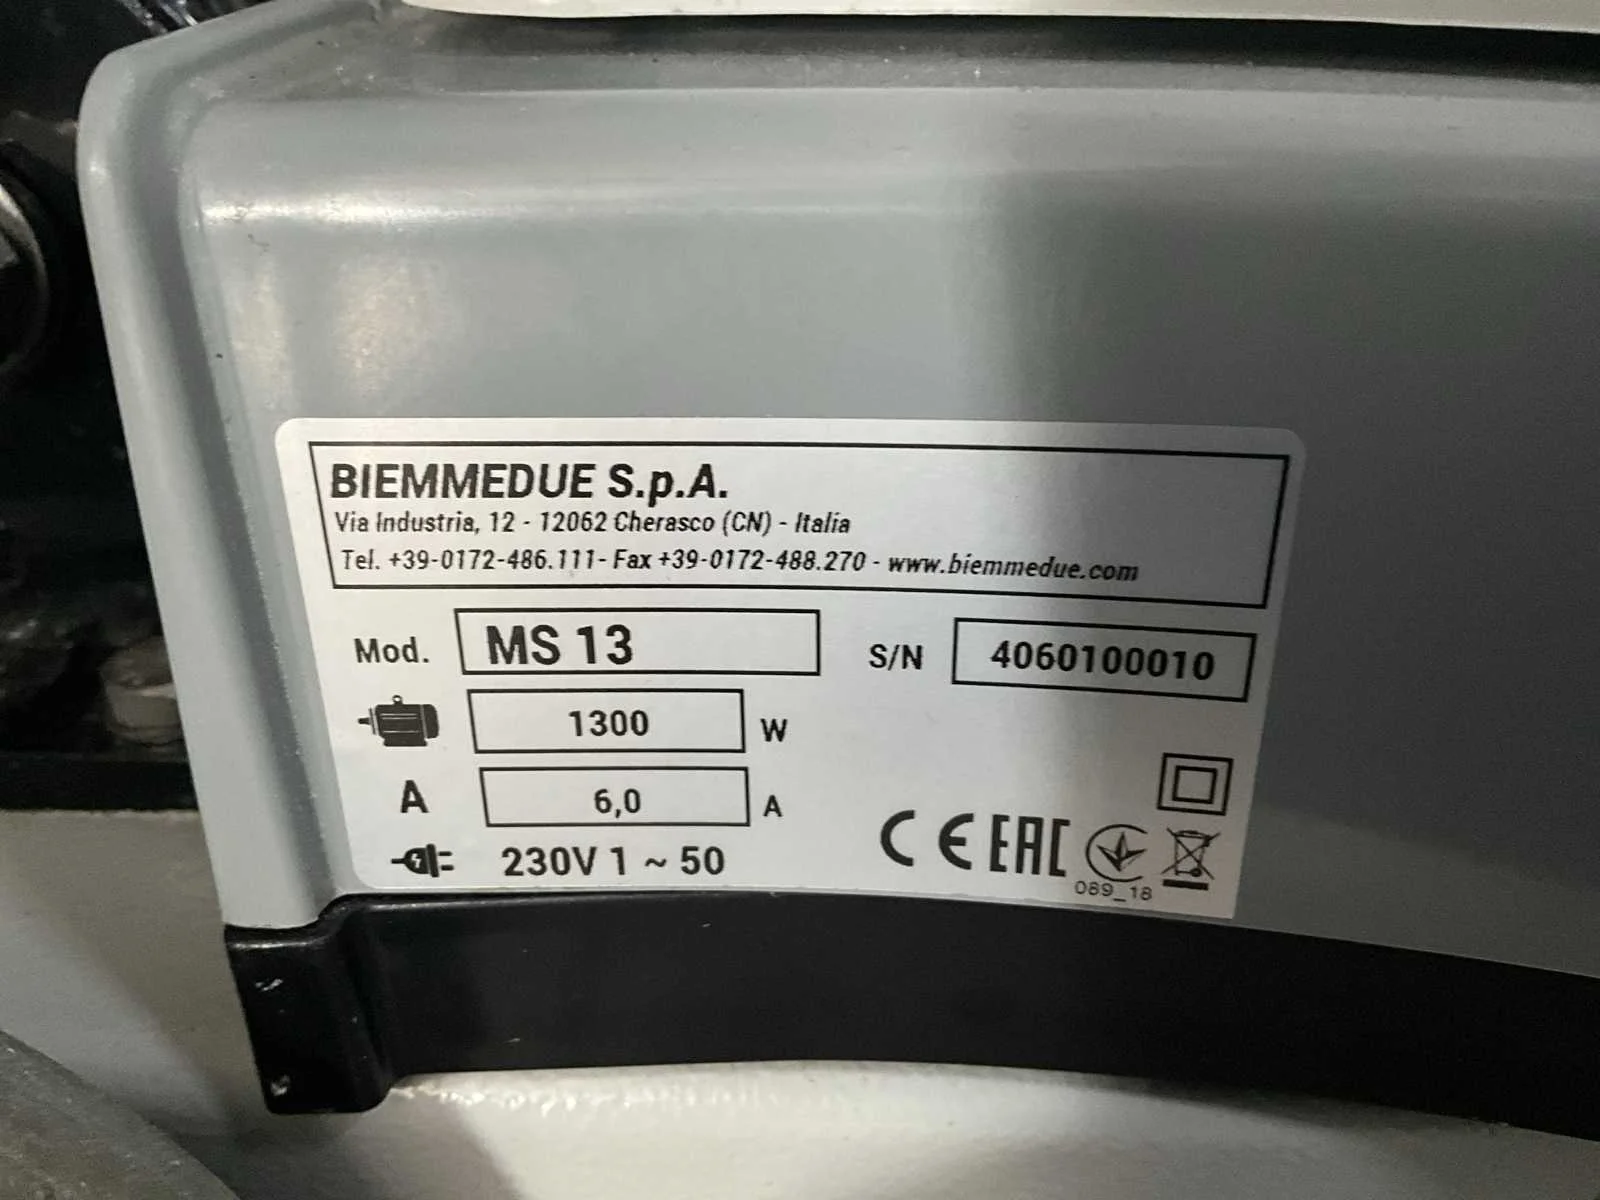 BIEMMEDUE S.p.A.
Via Industria, 12 - 12062 Cherasco (CN) - Italia
Tel. +39-0172-486.111- Fax +39-0172-488.270 - www.biemmedue.com
Mod. MS 13 S/N 4060100010
1300 W
A 6,0 A
230V 1 ~ 50
CE EAC
089_18